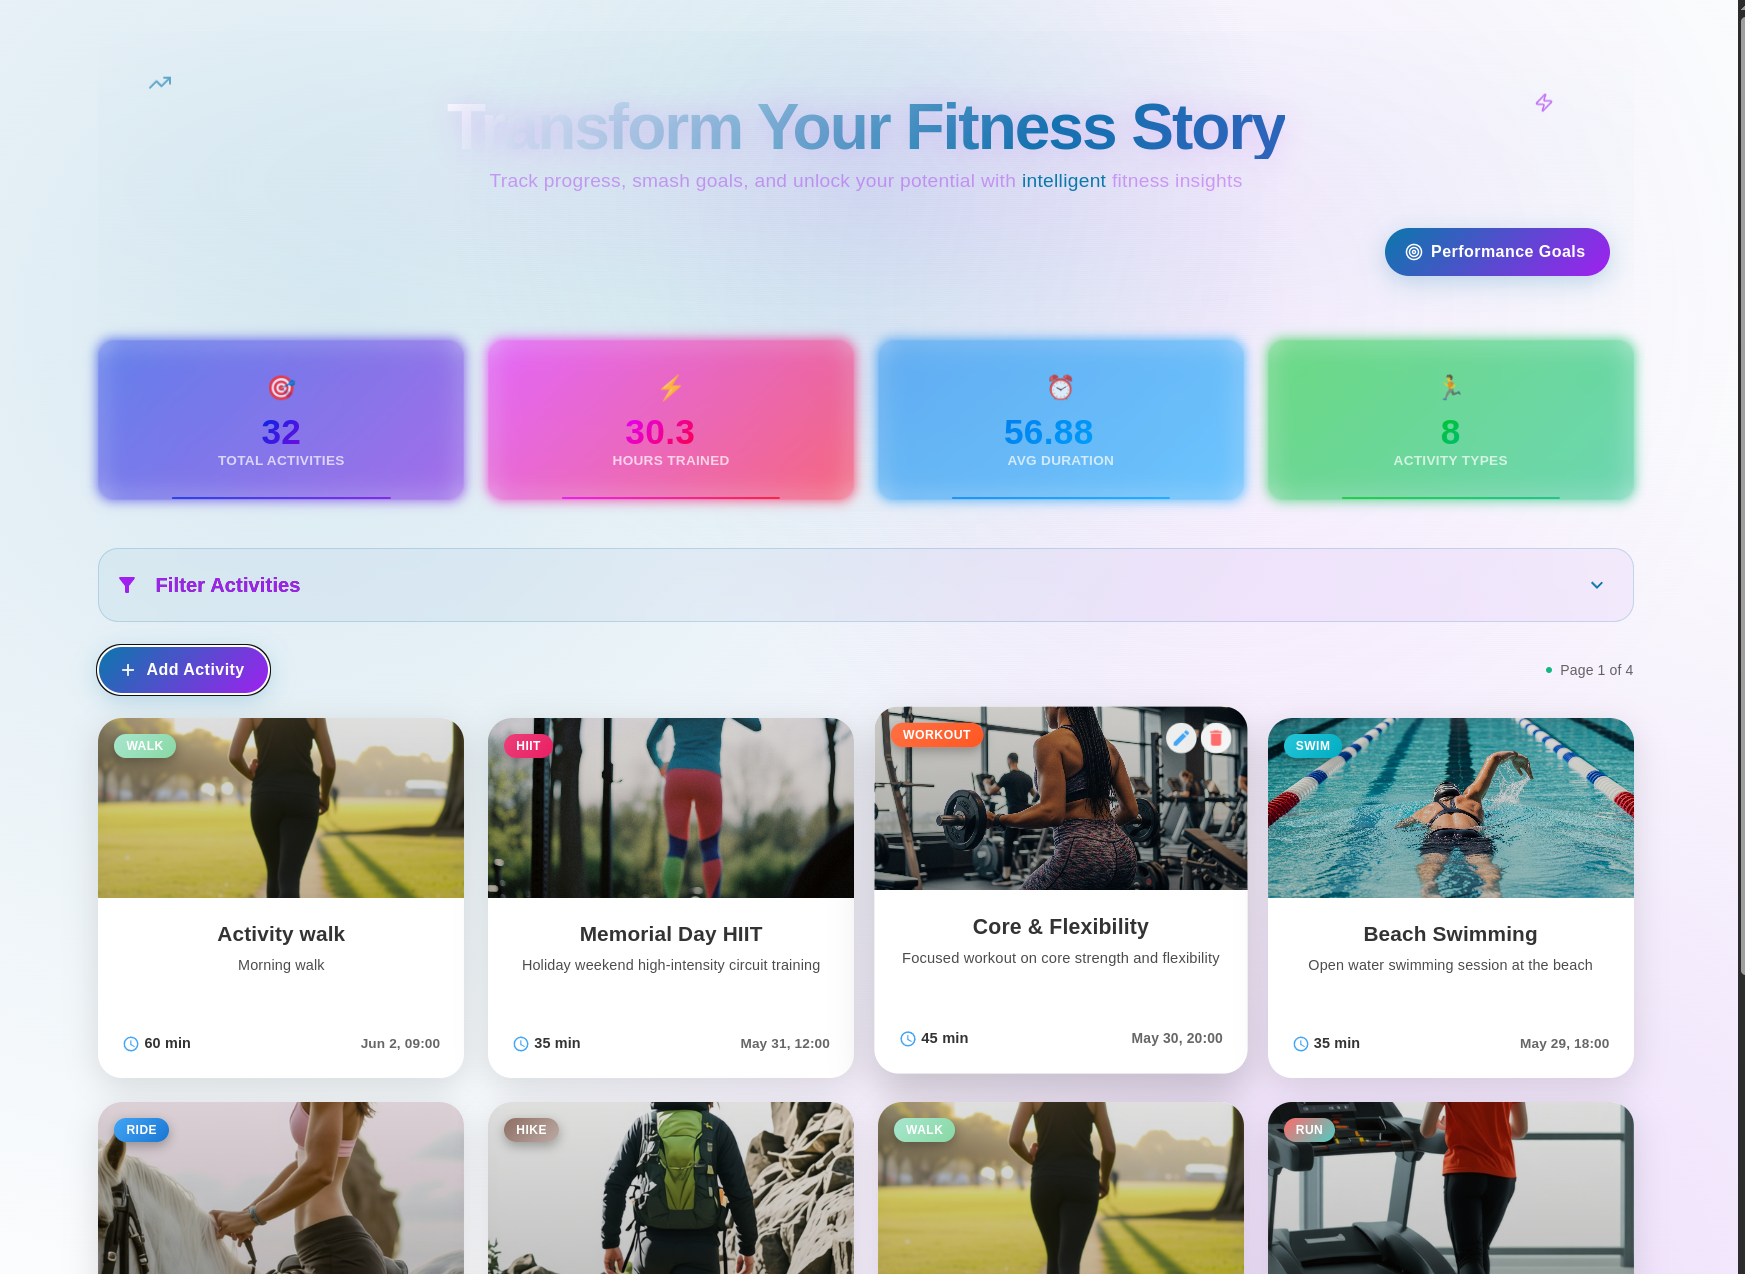 Transform Your Fitness Story
Track progress, smash goals, and unlock your potential with intelligent fitness insights
Performance Goals
32
TOTAL ACTIVITIES
30.3
HOURS TRAINED
56.88
AVG DURATION
8
ACTIVITY TYPES
Filter Activities
Add Activity
Page 1 of 4
WALK
Activity walk
Morning walk
60 min
Jun 2, 09:00
HIIT
Memorial Day HIIT
Holiday weekend high-intensity circuit training
35 min
May 31, 12:00
WORKOUT
Core & Flexibility
Focused workout on core strength and flexibility
45 min
May 30, 20:00
SWIM
Beach Swimming
Open water swimming session at the beach
35 min
May 29, 18:00
RIDE
HIKE
WALK
RUN